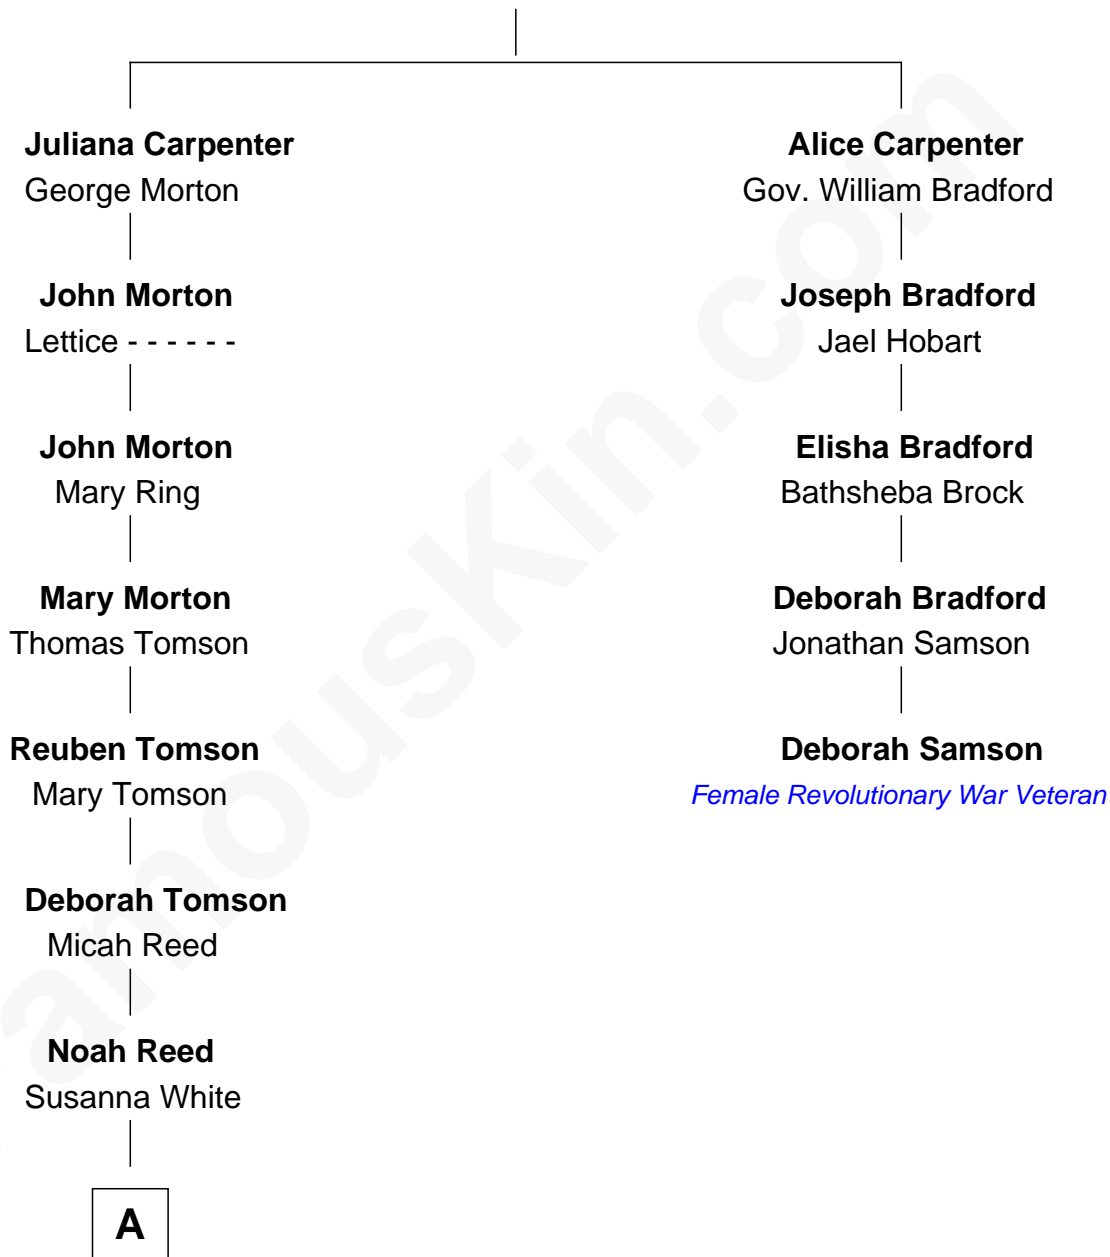 Juliana Carpenter
George Morton
John Morton
Lettice - - - - - -
John Morton
Mary Ring
Mary Morton
Thomas Tomson
Reuben Tomson
Mary Tomson
Deborah Tomson
Micah Reed
Noah Reed
Susanna White
A
Alice Carpenter
Gov. William Bradford
Joseph Bradford
Jael Hobart
Elisha Bradford
Bathsheba Brock
Deborah Bradford
Jonathan Samson
Deborah Samson
Female Revolutionary War Veteran
amousKin.com